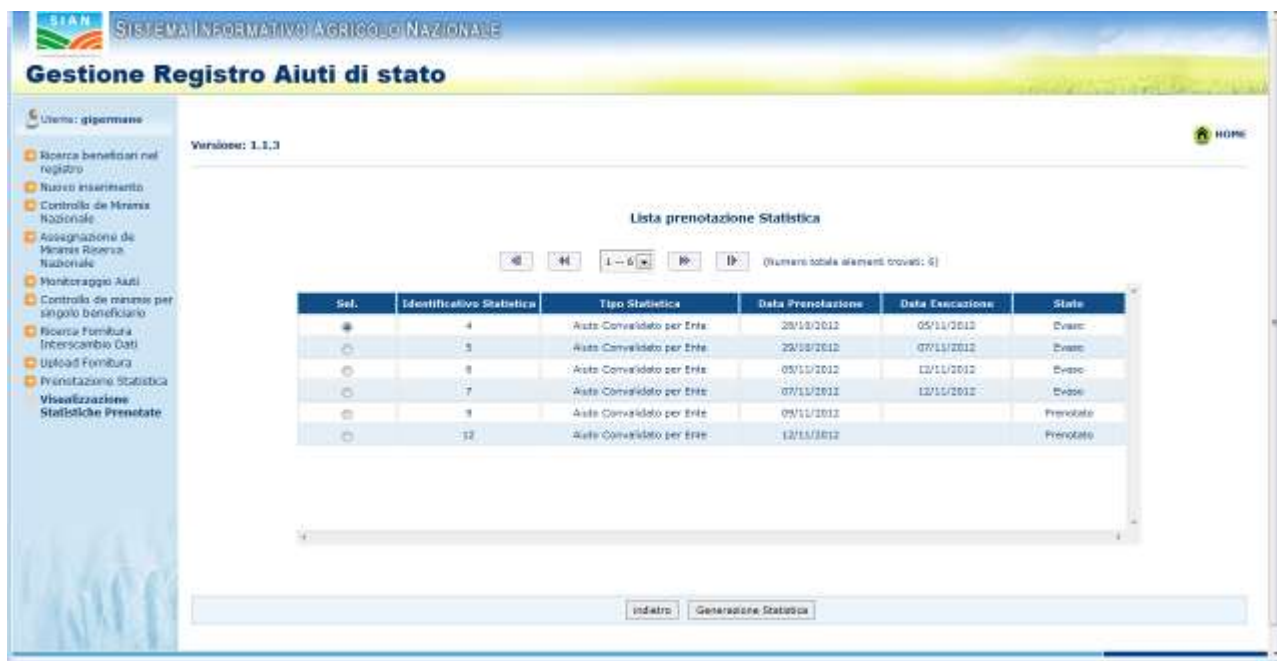 SIAN
SISTEMA INFORMATIVO AGRICOLO NAZIONALE
Gestione Registro Aiuti di stato
Utente: gigermano
HOME
Versione: 1.1.3
Ricerca beneficiari nel
registro
Nuovo inserimento
Controllo de Minimis
Nazionale
Assegnazione de
Minimis Riserva
Nazionale
Monitoraggio Aiuti
Controllo de minimis per
singolo beneficiario
Ricerca Fornitura
Interscambio Dati
Upload Fornitura
Prenotazione Statistica
Visualizzazione
Statistiche Prenotate
Lista prenotazione Statistica
1 -- 6 (Numero totale elementi trovati: 6)
Sel. Identificativo Statistica Tipo Statistica Data Prenotazione Data Esecuzione Stato
4 Aiuto Convalidato per Ente 05/11/2012 Evaso
5 Aiuto Convalidato per Ente 07/11/2012 Evaso
Aiuto Convalidato per Ente 05/11/2012 12/11/2012 Evaso
7 Aiuto Convalidato per Ente 07/11/2012 12/11/2012 Evaso
9 Aiuto Convalidato per Ente 09/11/2012 Prenotato
12 Aiuto Convalidato per Ente 12/11/2012 Prenotato
indietro Generazione Statistica